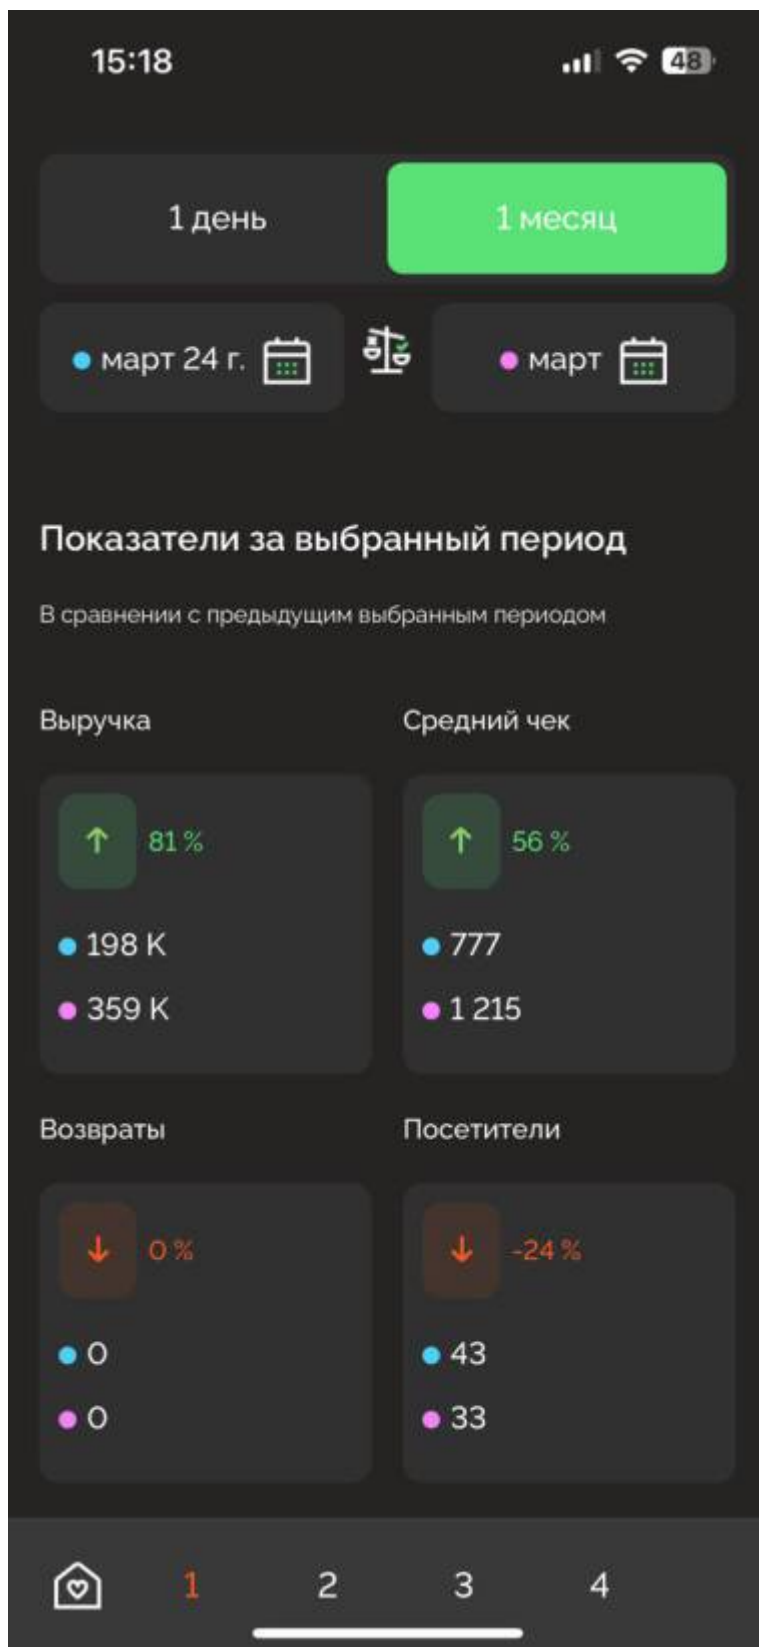 15:18 48
1 день 1 месяц
март 24 г. март
Показатели за выбранный период
В сравнении с предыдущим выбранным периодом
Выручка Средний чек
81 % 56 %
198 K 777
359 K 1 215
Возвраты Посетители
0 % -24 %
0 43
0 33
1 2 3 4